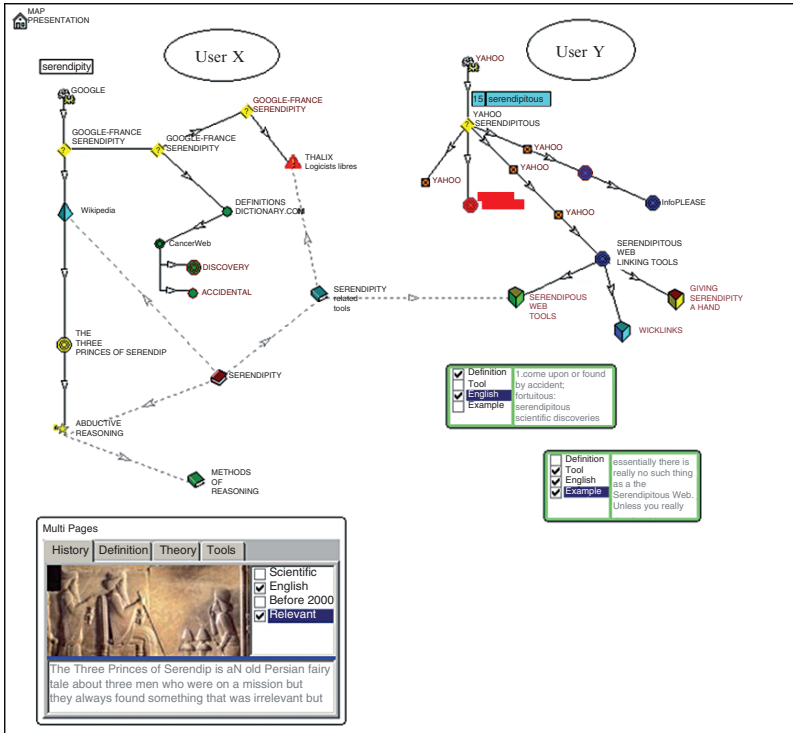 MAP
PRESENTATION
User X
User Y
serendipity
GOOGLE
GOOGLE-FRANCE
SERENDIPITY
GOOGLE-FRANCE
SERENDIPITY
GOOGLE-FRANCE
SERENDIPITY
THALIX
Logicists libres
Wikipedia
DEFINITIONS
DICTIONARY.COM
CancerWeb
DISCOVERY
ACCIDENTAL
SERENDIPITY
related
tools
THE
THREE
PRINCES OF SERENDIP
SERENDIPITY
ABDUCTIVE
REASONING
METHODS
OF
REASONING
YAHOO
15 serendipitous
YAHOO
SERENDIPITOUS
YAHOO
YAHOO
YAHOO
YAHOO
InfoPLEASE
SERENDIPITOUS
WEB
LINKING TOOLS
SERENDIPOUS
WEB
TOOLS
WICKLINKS
GIVING
SERENDIPITY
A HAND
Definition
Tool
English
Example
1.come upon or found
by accident;
fortuitous:
serendipitous
scientific discoveries
Definition
Tool
English
Example
essentially there is
really no such thing
as a the
Serendipitous Web.
Unless you really
Multi Pages
History Definition Theory Tools
Scientific
English
Before 2000
Relevant
The Three Princes of Serendip is aN old Persian fairy
tale about three men who were on a mission but
they always found something that was irrelevant but